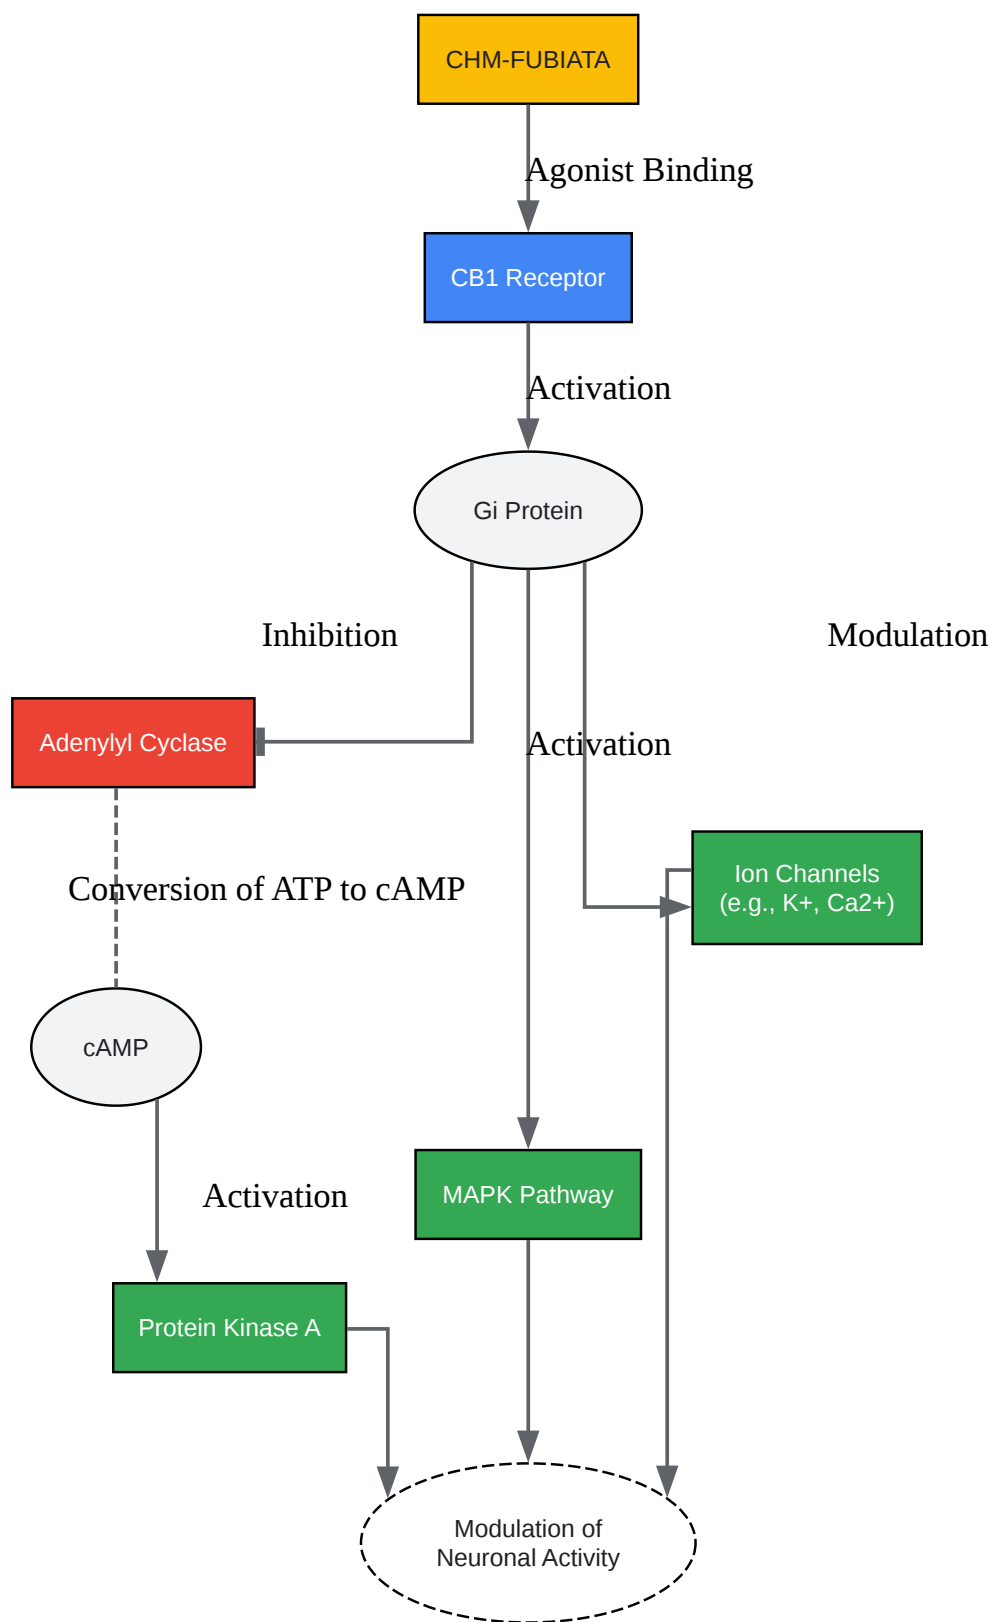 CHM-FUBIATA
Agonist Binding
CB1 Receptor
Activation
Gi Protein
Inhibition
Modulation
Adenylyl Cyclase
Activation
Ion Channels
(e.g., K+, Ca2+)
Conversion of ATP to cAMP
cAMP
MAPK Pathway
Activation
Protein Kinase A
Modulation of
Neuronal Activity